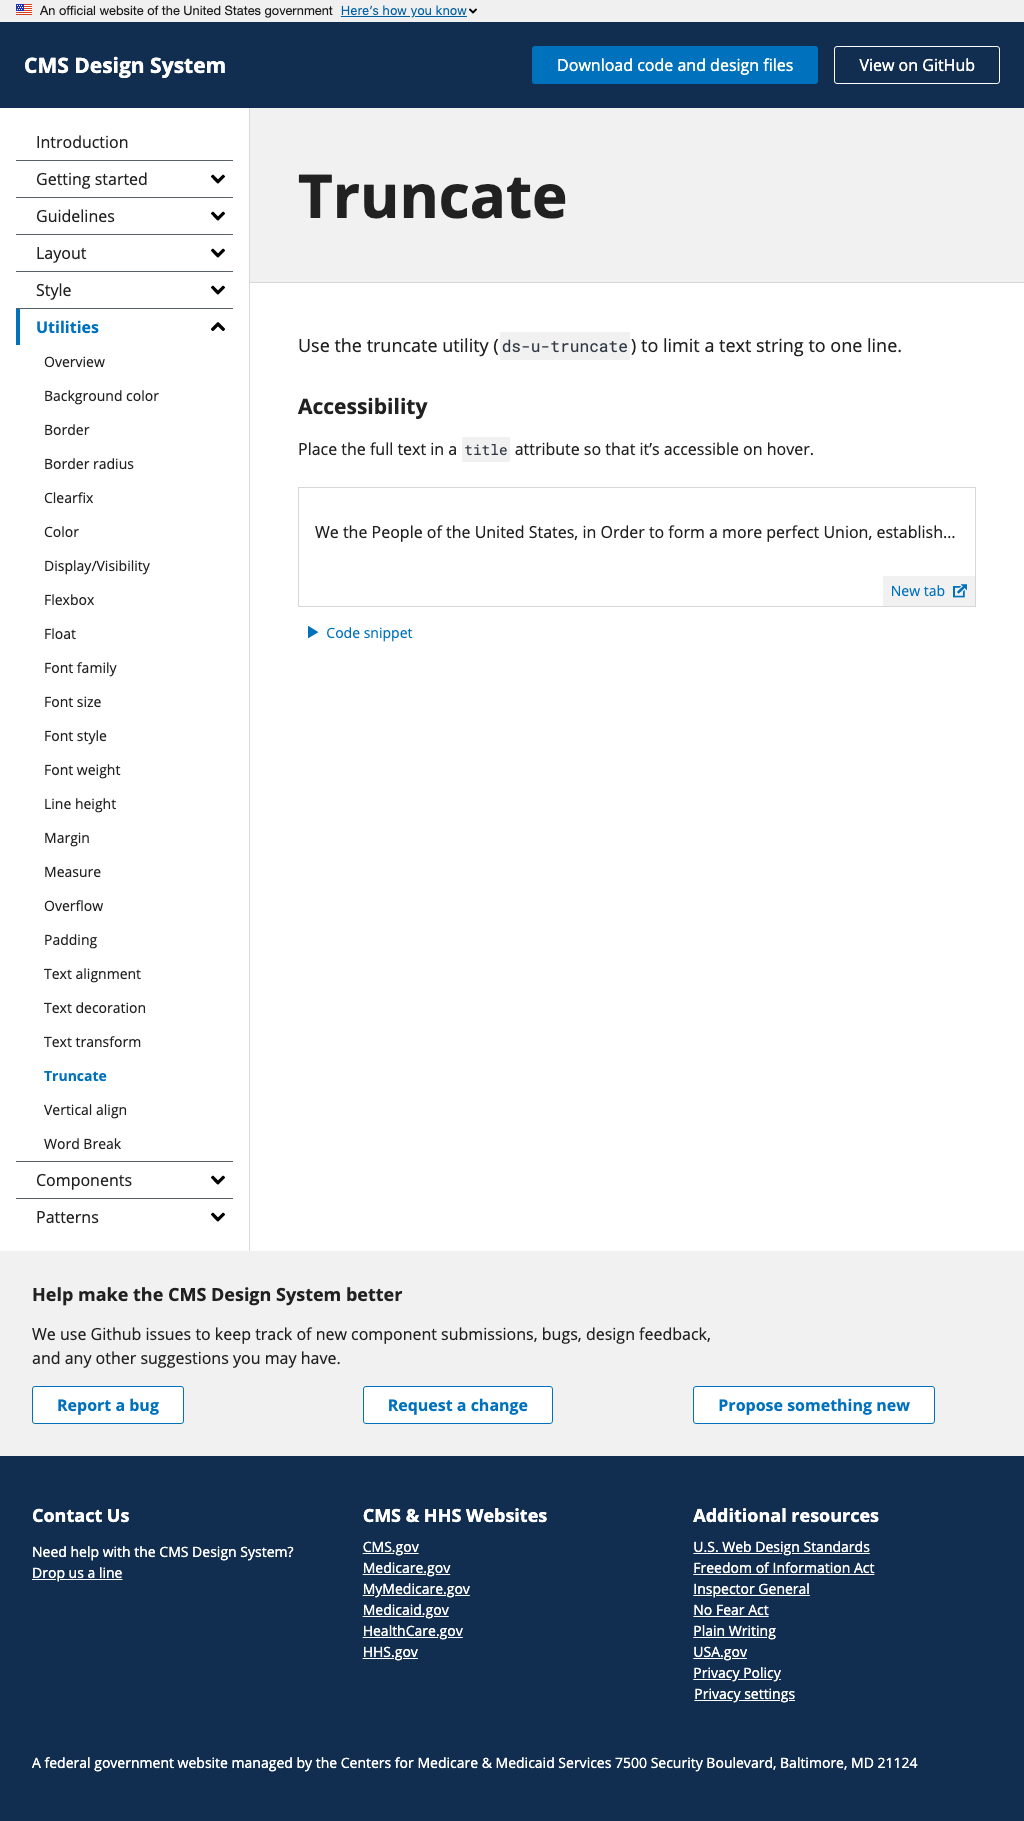 An official website of the United States government Here’s how you know
CMS Design System
Download code and design files
View on GitHub
Introduction
Getting started
Guidelines
Layout
Style
Utilities
Overview
Background color
Border
Border radius
Clearfix
Color
Display/Visibility
Flexbox
Float
Font family
Font size
Font style
Font weight
Line height
Margin
Measure
Overflow
Padding
Text alignment
Text decoration
Text transform
Truncate
Vertical align
Word Break
Components
Patterns
Truncate
Use the truncate utility (ds-u-truncate) to limit a text string to one line.
Accessibility
Place the full text in a title attribute so that it’s accessible on hover.
We the People of the United States, in Order to form a more perfect Union, establish...
New tab
Code snippet
Help make the CMS Design System better
We use Github issues to keep track of new component submissions, bugs, design feedback,
and any other suggestions you may have.
Report a bug
Request a change
Propose something new
Contact Us
Need help with the CMS Design System?
Drop us a line
CMS & HHS Websites
CMS.gov
Medicare.gov
MyMedicare.gov
Medicaid.gov
HealthCare.gov
HHS.gov
Additional resources
U.S. Web Design Standards
Freedom of Information Act
Inspector General
No Fear Act
Plain Writing
USA.gov
Privacy Policy
Privacy settings
A federal government website managed by the Centers for Medicare & Medicaid Services 7500 Security Boulevard, Baltimore, MD 21124